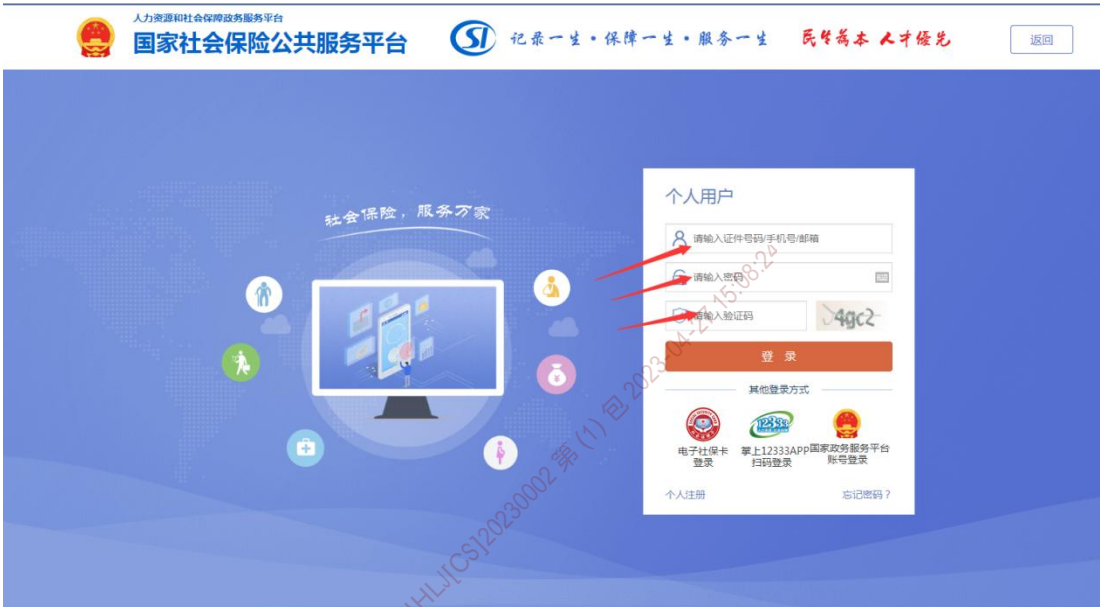 人力资源和社会保障政务服务平台
国家社会保险公共服务平台
SI
记录一生·保障一生·服务一生
民生为本 人才优先
返回
社会保险，服务万家
个人用户
请输入证件号码/手机号/邮箱
请输入密码
请输入验证码
4gc2
登 录
其他登录方式
12333
电子社保卡
登录
掌上12333APP
扫码登录
国家政务服务平台
账号登录
个人注册
忘记密码？
HLJ[CS]20230002 第 (1) 包 2023-04-27 15:08:24